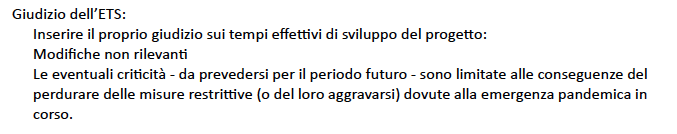 Giudizio dell'ETS:
Inserire il proprio giudizio sui tempi effettivi di sviluppo del progetto:
Modifiche non rilevanti
Le eventuali criticità - da prevedersi per il periodo futuro - sono limitate alle conseguenze del
perdurare delle misure restrittive (o del loro aggravarsi) dovute alla emergenza pandemica in
corso.